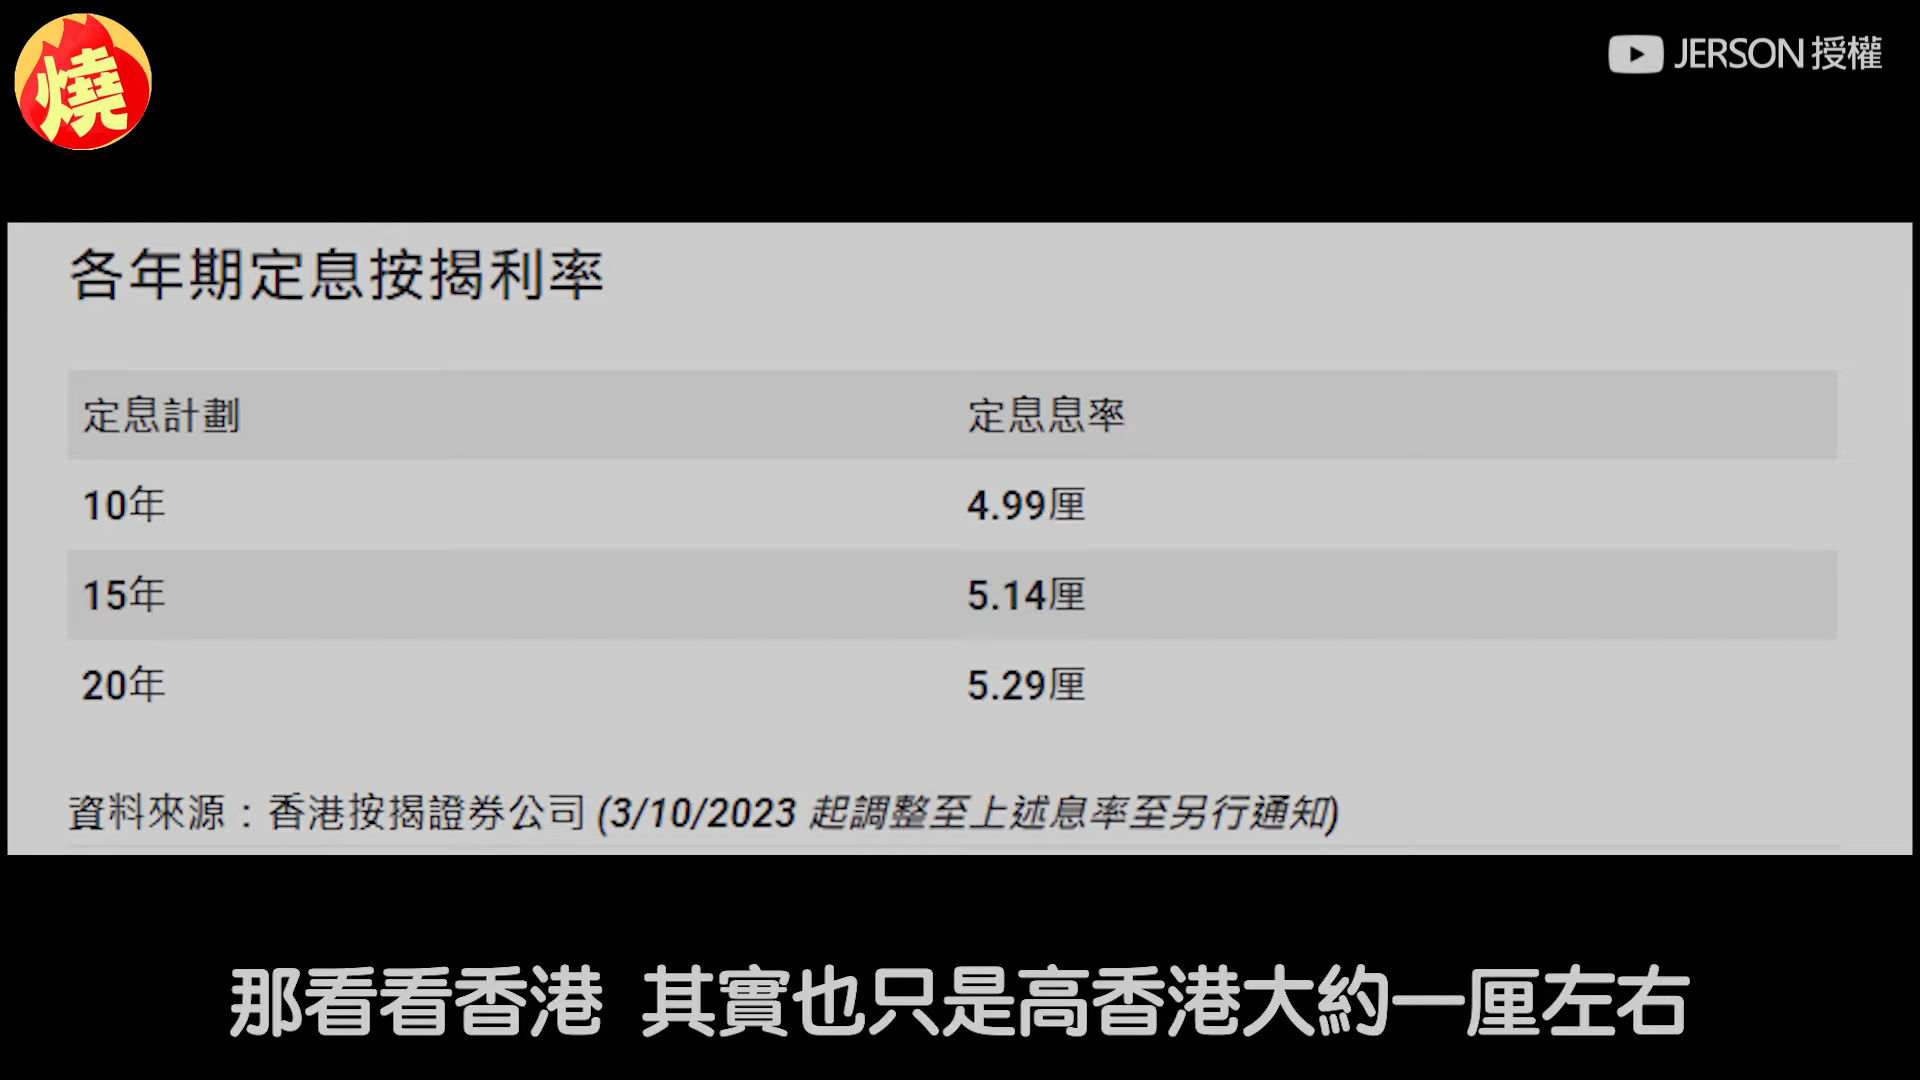 燒
JERSON 授權
各年期定息按揭利率
定息計劃 定息息率
10年 4.99厘
15年 5.14厘
20年 5.29厘
資料來源：香港按揭證券公司 (3/10/2023 起調整至上述息率至另行通知)
那看看香港 其實也只是高香港大約一厘左右